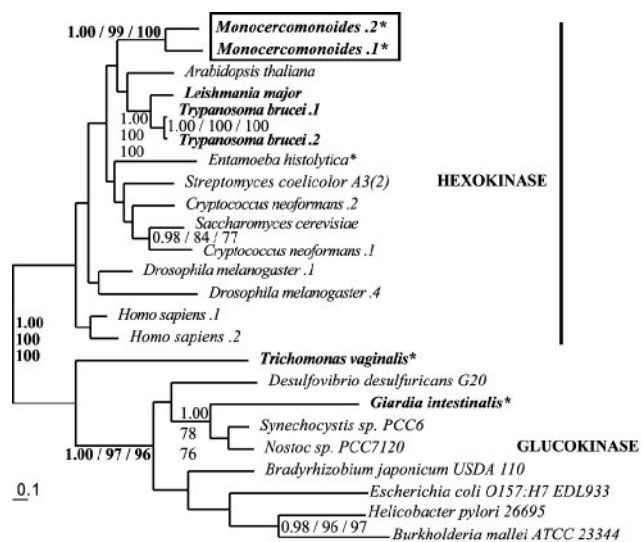 1.00 / 99 / 100
Monocercomonoides .2*
Monocercomonoides .1*
Arabidopsis thaliana
Leishmania major
Trypanosoma brucei .1
1.00
100
100
1.00 / 100 / 100
Trypanosoma brucei .2
Entamoeba histolytica*
HEXOKINASE
Streptomyces coelicolor A3(2)
Cryptococcus neoformans .2
Saccharomyces cerevisiae
0.98 / 84 / 77
Cryptococcus neoformans .1
Drosophila melanogaster .1
Drosophila melanogaster .4
Homo sapiens .1
Homo sapiens .2
1.00
100
100
Trichomonas vaginalis*
Desulfovibrio desulfuricans G20
Giardia intestinalis*
1.00
78
76
Synechocystis sp. PCC6
Nostoc sp. PCC7120
GLUCOKINASE
1.00 / 97 / 96
Bradyrhizobium japonicum USDA 110
0.1
Escherichia coli O157:H7 EDL933
Helicobacter pylori 26695
0.98 / 96 / 97
Burkholderia mallei ATCC 23344